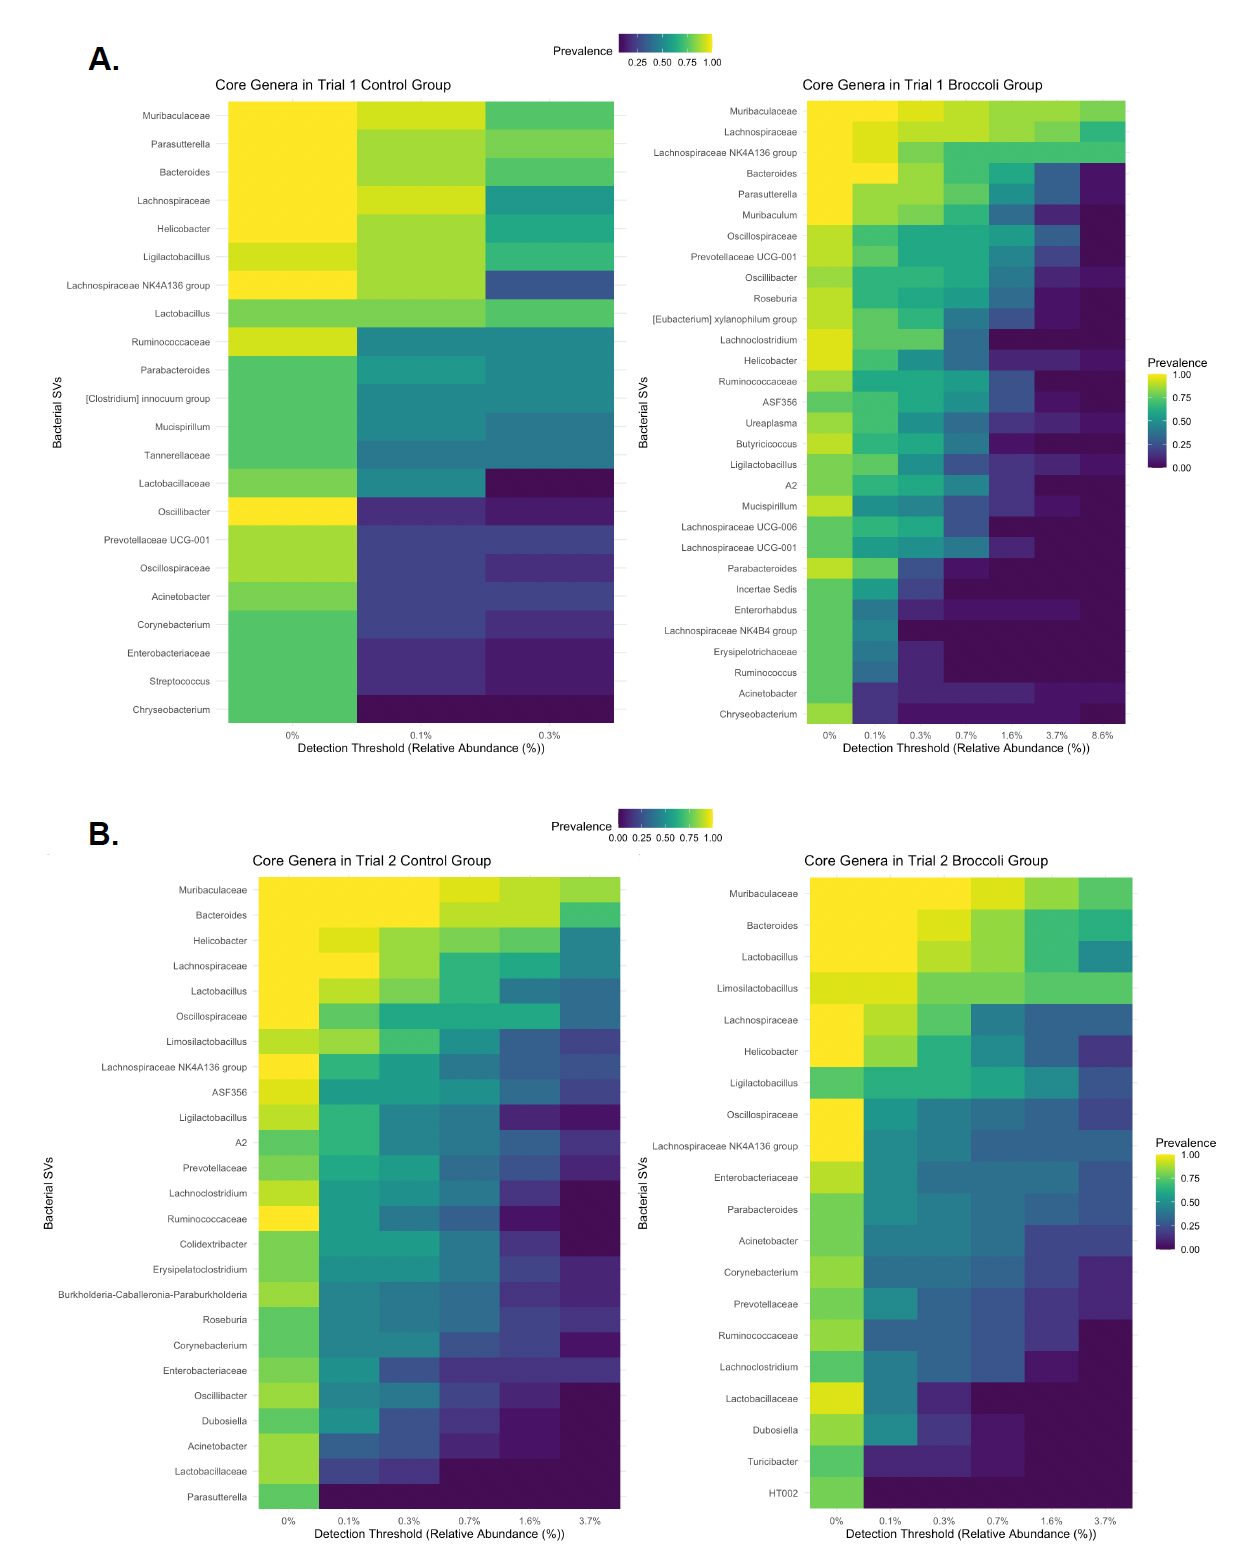 A.
Prevalence
0.25 0.50 0.75 1.00
Core Genera in Trial 1 Control Group
Muribaculaceae
Parasutterella
Bacteroides
Lachnospiraceae
Helicobacter
Ligilactobacillus
Lachnospiraceae NK4A136 group
Lactobacillus
Ruminococcaceae
Parabacteroides
[Clostridium] innocuum group
Mucispirillum
Tannerellaceae
Lactobacillaceae
Oscillibacter
Prevotellaceae UCG-001
Oscillospiraceae
Acinetobacter
Corynebacterium
Enterobacteriaceae
Streptococcus
Chryseobacterium
Bacterial SVs
0% 0.1% 0.3%
Detection Threshold (Relative Abundance (%))
Core Genera in Trial 1 Broccoli Group
Muribaculaceae
Lachnospiraceae
Lachnospiraceae NK4A136 group
Bacteroides
Parasutterella
Muribaculum
Oscillospiraceae
Prevotellaceae UCG-001
Oscillibacter
Roseburia
[Eubacterium] xylanophilum group
Lachnoclostridium
Helicobacter
Ruminococcaceae
ASF356
Ureaplasma
Butyricicoccus
Ligilactobacillus
A2
Mucispirillum
Lachnospiraceae UCG-006
Lachnospiraceae UCG-001
Parabacteroides
Incertae Sedis
Enterorhabdus
Lachnospiraceae NK4B4 group
Erysipelotrichaceae
Ruminococcus
Acinetobacter
Chryseobacterium
Bacterial SVs
0% 0.1% 0.3% 0.7% 1.6% 3.7% 8.6%
Detection Threshold (Relative Abundance (%))
Prevalence
1.00
0.75
0.50
0.25
0.00
B.
Prevalence
0.00 0.25 0.50 0.75 1.00
Core Genera in Trial 2 Control Group
Muribaculaceae
Bacteroides
Helicobacter
Lachnospiraceae
Lactobacillus
Oscillospiraceae
Limosilactobacillus
Lachnospiraceae NK4A136 group
ASF356
Ligilactobacillus
A2
Prevotellaceae
Lachnoclostridium
Ruminococcaceae
Colidextribacter
Erysipelatoclostridium
Burkholderia-Caballeronia-Paraburkholderia
Roseburia
Corynebacterium
Enterobacteriaceae
Oscillibacter
Dubosiella
Acinetobacter
Lactobacillaceae
Parasutterella
Bacterial SVs
0% 0.1% 0.3% 0.7% 1.6% 3.7%
Detection Threshold (Relative Abundance (%))
Core Genera in Trial 2 Broccoli Group
Muribaculaceae
Bacteroides
Lactobacillus
Limosilactobacillus
Lachnospiraceae
Helicobacter
Ligilactobacillus
Oscillospiraceae
Lachnospiraceae NK4A136 group
Enterobacteriaceae
Parabacteroides
Acinetobacter
Corynebacterium
Prevotellaceae
Ruminococcaceae
Lachnoclostridium
Lactobacillaceae
Dubosiella
Turicibacter
HT002
Bacterial SVs
0% 0.1% 0.3% 0.7% 1.6% 3.7%
Detection Threshold (Relative Abundance (%))
Prevalence
1.00
0.75
0.50
0.25
0.00